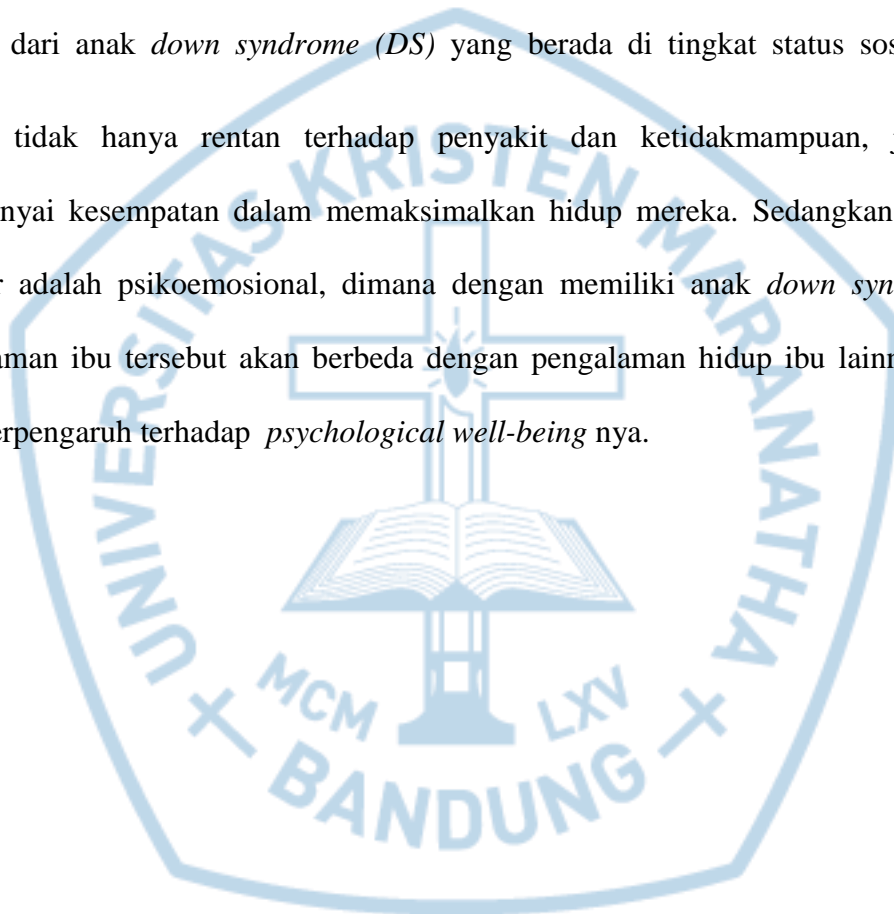 dari anak down syndrome (DS) yang berada di tingkat status sos
tidak hanya rentan terhadap penyakit dan ketidakmampuan,
nyai kesempatan dalam memaksimalkan hidup mereka. Sedangkan
adalah psikoemosional, dimana dengan memiliki anak down syn
aman ibu tersebut akan berbeda dengan pengalaman hidup ibu lain
erpengaruh terhadap psychological well-being nya.
UNIVERSITAS KRISTEN MARANATHA
MCM LXV
BANDUNG